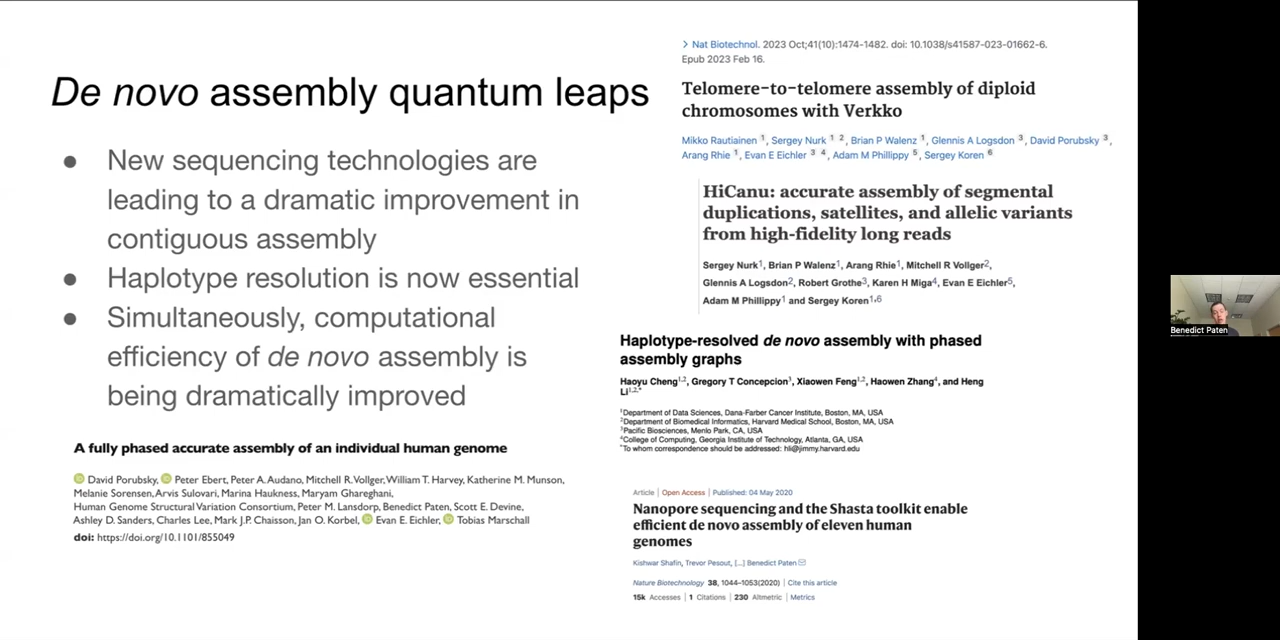 De novo assembly quantum leaps
● New sequencing technologies are
leading to a dramatic improvement in
contiguous assembly
● Haplotype resolution is now essential
● Simultaneously, computational
efficiency of de novo assembly is
being dramatically improved
A fully phased accurate assembly of an individual human genome
David Porubsky, Peter Ebert, Peter A. Audano, Mitchell R. Vollger, William T. Harvey, Katherine M. Munson,
Melanie Sorensen, Arvis Sulovari, Marina Haukness, Maryam Ghareghani,
Human Genome Structural Variation Consortium, Peter M. Lansdorp, Benedict Paten, Scott E. Devine,
Ashley D. Sanders, Charles Lee, Mark J.P. Chaisson, Jan O. Korbel, Evan E. Eichler, Tobias Marschall
doi: https://doi.org/10.1101/855049
> Nat Biotechnol. 2023 Oct;41(10):1474-1482. doi: 10.1038/s41587-023-01662-6.
Epub 2023 Feb 16.
Telomere-to-telomere assembly of diploid
chromosomes with Verkko
Mikko Rautiainen 1, Sergey Nurk 1 2, Brian P Walenz 1, Glennis A Logsdon 3, David Porubsky 3,
Arang Rhie 1, Evan E Eichler 3 4, Adam M Phillippy 5, Sergey Koren 6
HiCanu: accurate assembly of segmental
duplications, satellites, and allelic variants
from high-fidelity long reads
Sergey Nurk1, Brian P Walenz1, Arang Rhie1, Mitchell R Vollger2,
Glennis A Logsdon2, Robert Grothe3, Karen H Miga4, Evan E Eichler5,
Adam M Phillippy1 and Sergey Koren1,6
Haplotype-resolved de novo assembly with phased
assembly graphs
Haoyu Cheng1,2, Gregory T Concepcion3, Xiaowen Feng1,2, Haowen Zhang4, and Heng
Li1,2,*
1Department of Data Sciences, Dana-Farber Cancer Institute, Boston, MA, USA
2Department of Biomedical Informatics, Harvard Medical School, Boston, MA, USA
3Pacific Biosciences, Menlo Park, CA, USA
4College of Computing, Georgia Institute of Technology, Atlanta, GA, USA
*To whom correspondence should be addressed: hli@jimmy.harvard.edu
Article | Open Access | Published: 04 May 2020
Nanopore sequencing and the Shasta toolkit enable
efficient de novo assembly of eleven human
genomes
Kishwar Shafin, Trevor Pesout, [...] Benedict Paten
Nature Biotechnology 38, 1044–1053(2020) | Cite this article
15k Accesses | 1 Citations | 230 Altmetric | Metrics
Benedict Paten